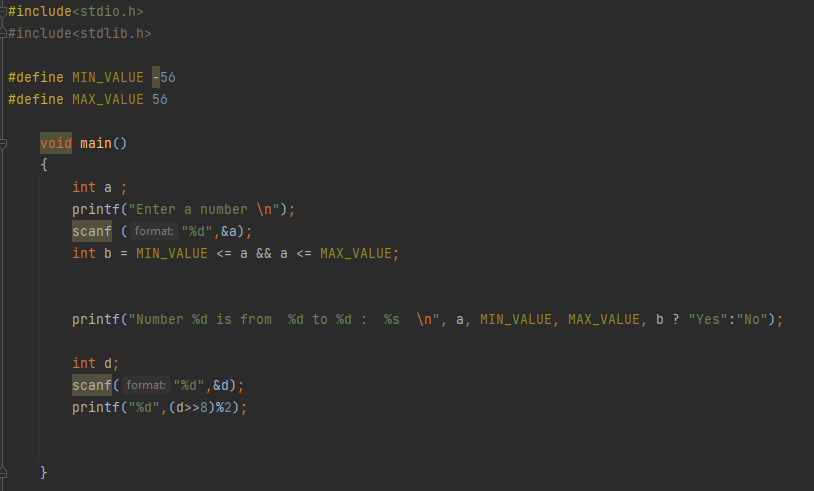 #include<stdio.h>
#include<stdlib.h>
#define MIN_VALUE -56
#define MAX_VALUE 56
void main()
{
int a ;
printf("Enter a number \n");
scanf ( format: "%d",&a);
int b = MIN_VALUE <= a && a <= MAX_VALUE;
printf("Number %d is from  %d to %d :  %s  \n", a, MIN_VALUE, MAX_VALUE, b ? "Yes":"No");
int d;
scanf( format: "%d",&d);
printf("%d",(d>>8)%2);
}